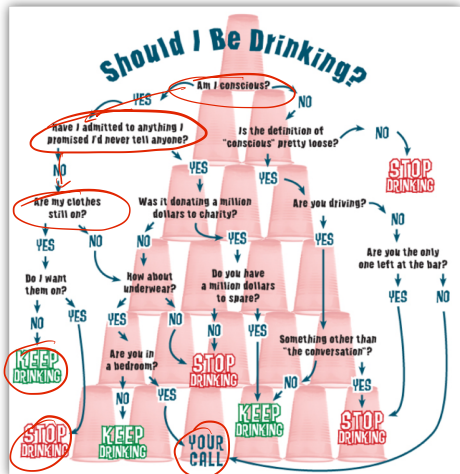 Should I Be Drinking?
Am I conscious?
YES
NO
Have I admitted to anything I
promised I'd never tell anyone?
Is the definition of
"conscious" pretty loose?
NO
NO
YES
YES
STOP
DRINKING
Are my clothes
still on?
Was it donating a million
dollars to charity?
Are you driving?
NO
YES
NO
NO
YES
YES
Are you the only
one left at the bar?
Do I want
them on?
How about
underwear?
Do you have
a million dollars
to spare?
YES
NO
NO
YES
YES
NO
NO
YES
Something other than
"the conversation"?
KEEP
DRINKING
Are you in
a bedroom?
STOP
DRINKING
NO
YES
NO
YES
KEEP
DRINKING
STOP
DRINKING
STOP
DRINKING
KEEP
DRINKING
YOUR
CALL